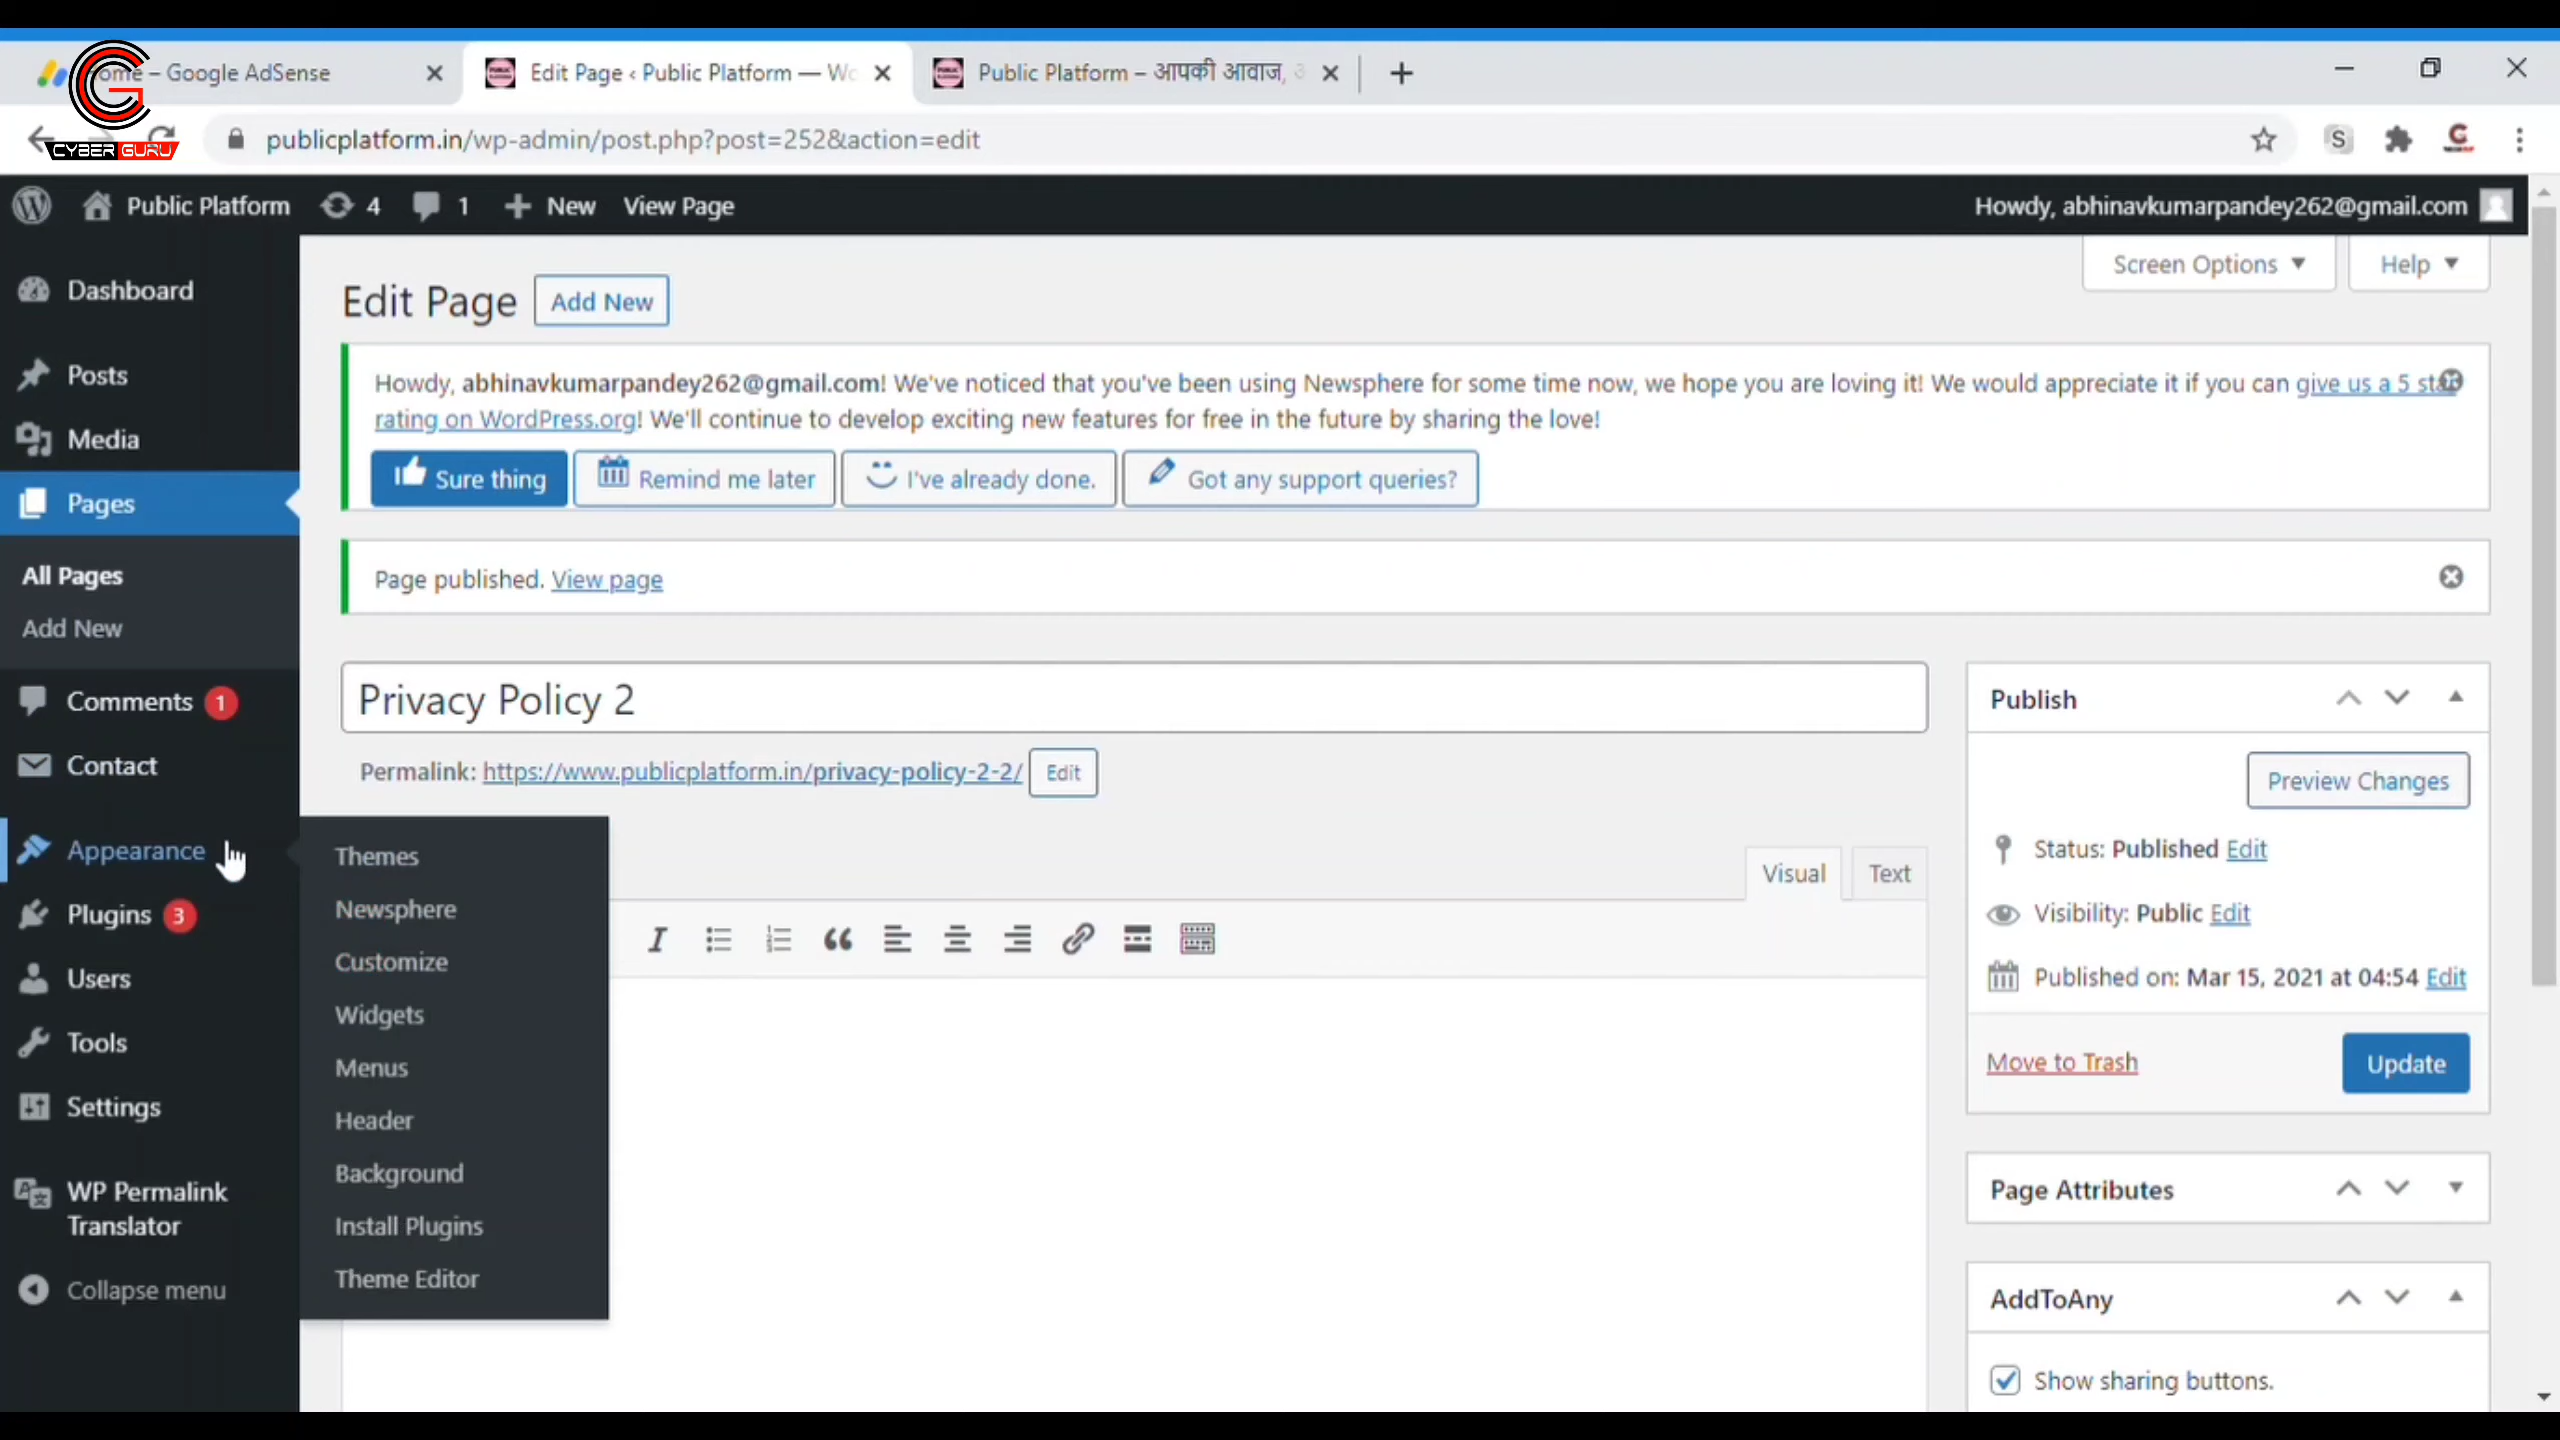 ome – Google AdSense
Edit Page ‹ Public Platform — Wo
Public Platform – आपकी आवाज,
CYBER GURU
publicplatform.in/wp-admin/post.php?post=252&action=edit
Public Platform 4 1 New View Page
Howdy, abhinavkumarpandey262@gmail.com
Screen Options Help
Dashboard
Posts
Media
Pages
All Pages
Add New
Comments 1
Contact
Appearance
Plugins 3
Users
Tools
Settings
WP Permalink
Translator
Collapse menu
Themes
Newsphere
Customize
Widgets
Menus
Header
Background
Install Plugins
Theme Editor
Edit Page Add New
Howdy, abhinavkumarpandey262@gmail.com! We've noticed that you've been using Newsphere for some time now, we hope you are loving it! We would appreciate it if you can give us a 5 star
rating on WordPress.org! We'll continue to develop exciting new features for free in the future by sharing the love!
Sure thing Remind me later I've already done. Got any support queries?
Page published. View page
Privacy Policy 2
Permalink: https://www.publicplatform.in/privacy-policy-2-2/ Edit
Visual Text
Publish
Preview Changes
Status: Published Edit
Visibility: Public Edit
Published on: Mar 15, 2021 at 04:54 Edit
Move to Trash Update
Page Attributes
AddToAny
Show sharing buttons.